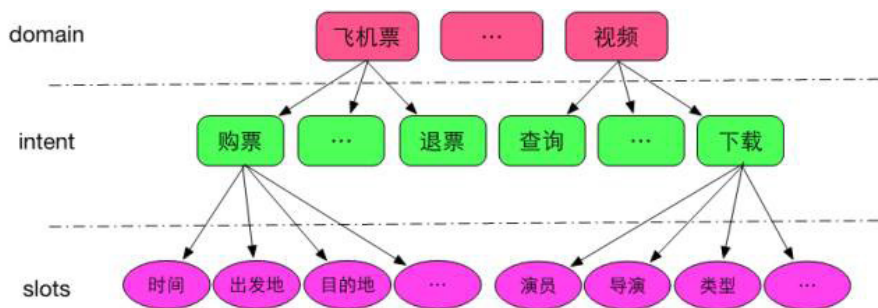 domain 飞机票 … 视频
intent 购票 … 退票 查询 … 下载
slots 时间 出发地 目的地 … 演员 导演 类型 …